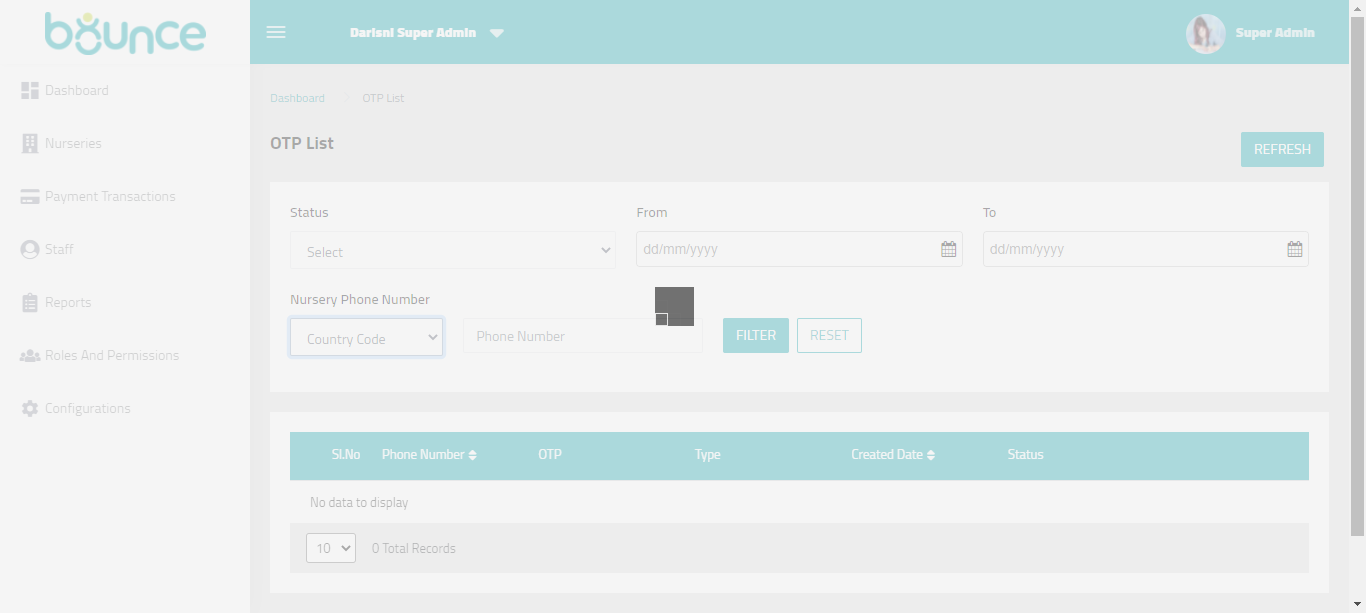 bounce
Darisni Super Admin
Super Admin
Dashboard
Nurseries
Payment Transactions
Staff
Reports
Roles And Permissions
Configurations
Dashboard
OTP List
OTP List
REFRESH
Status
From
To
Select
dd/mm/yyyy
dd/mm/yyyy
Nursery Phone Number
Country Code
Phone Number
FILTER
RESET
Sl.No
Phone Number
OTP
Type
Created Date
Status
No data to display
10
0 Total Records